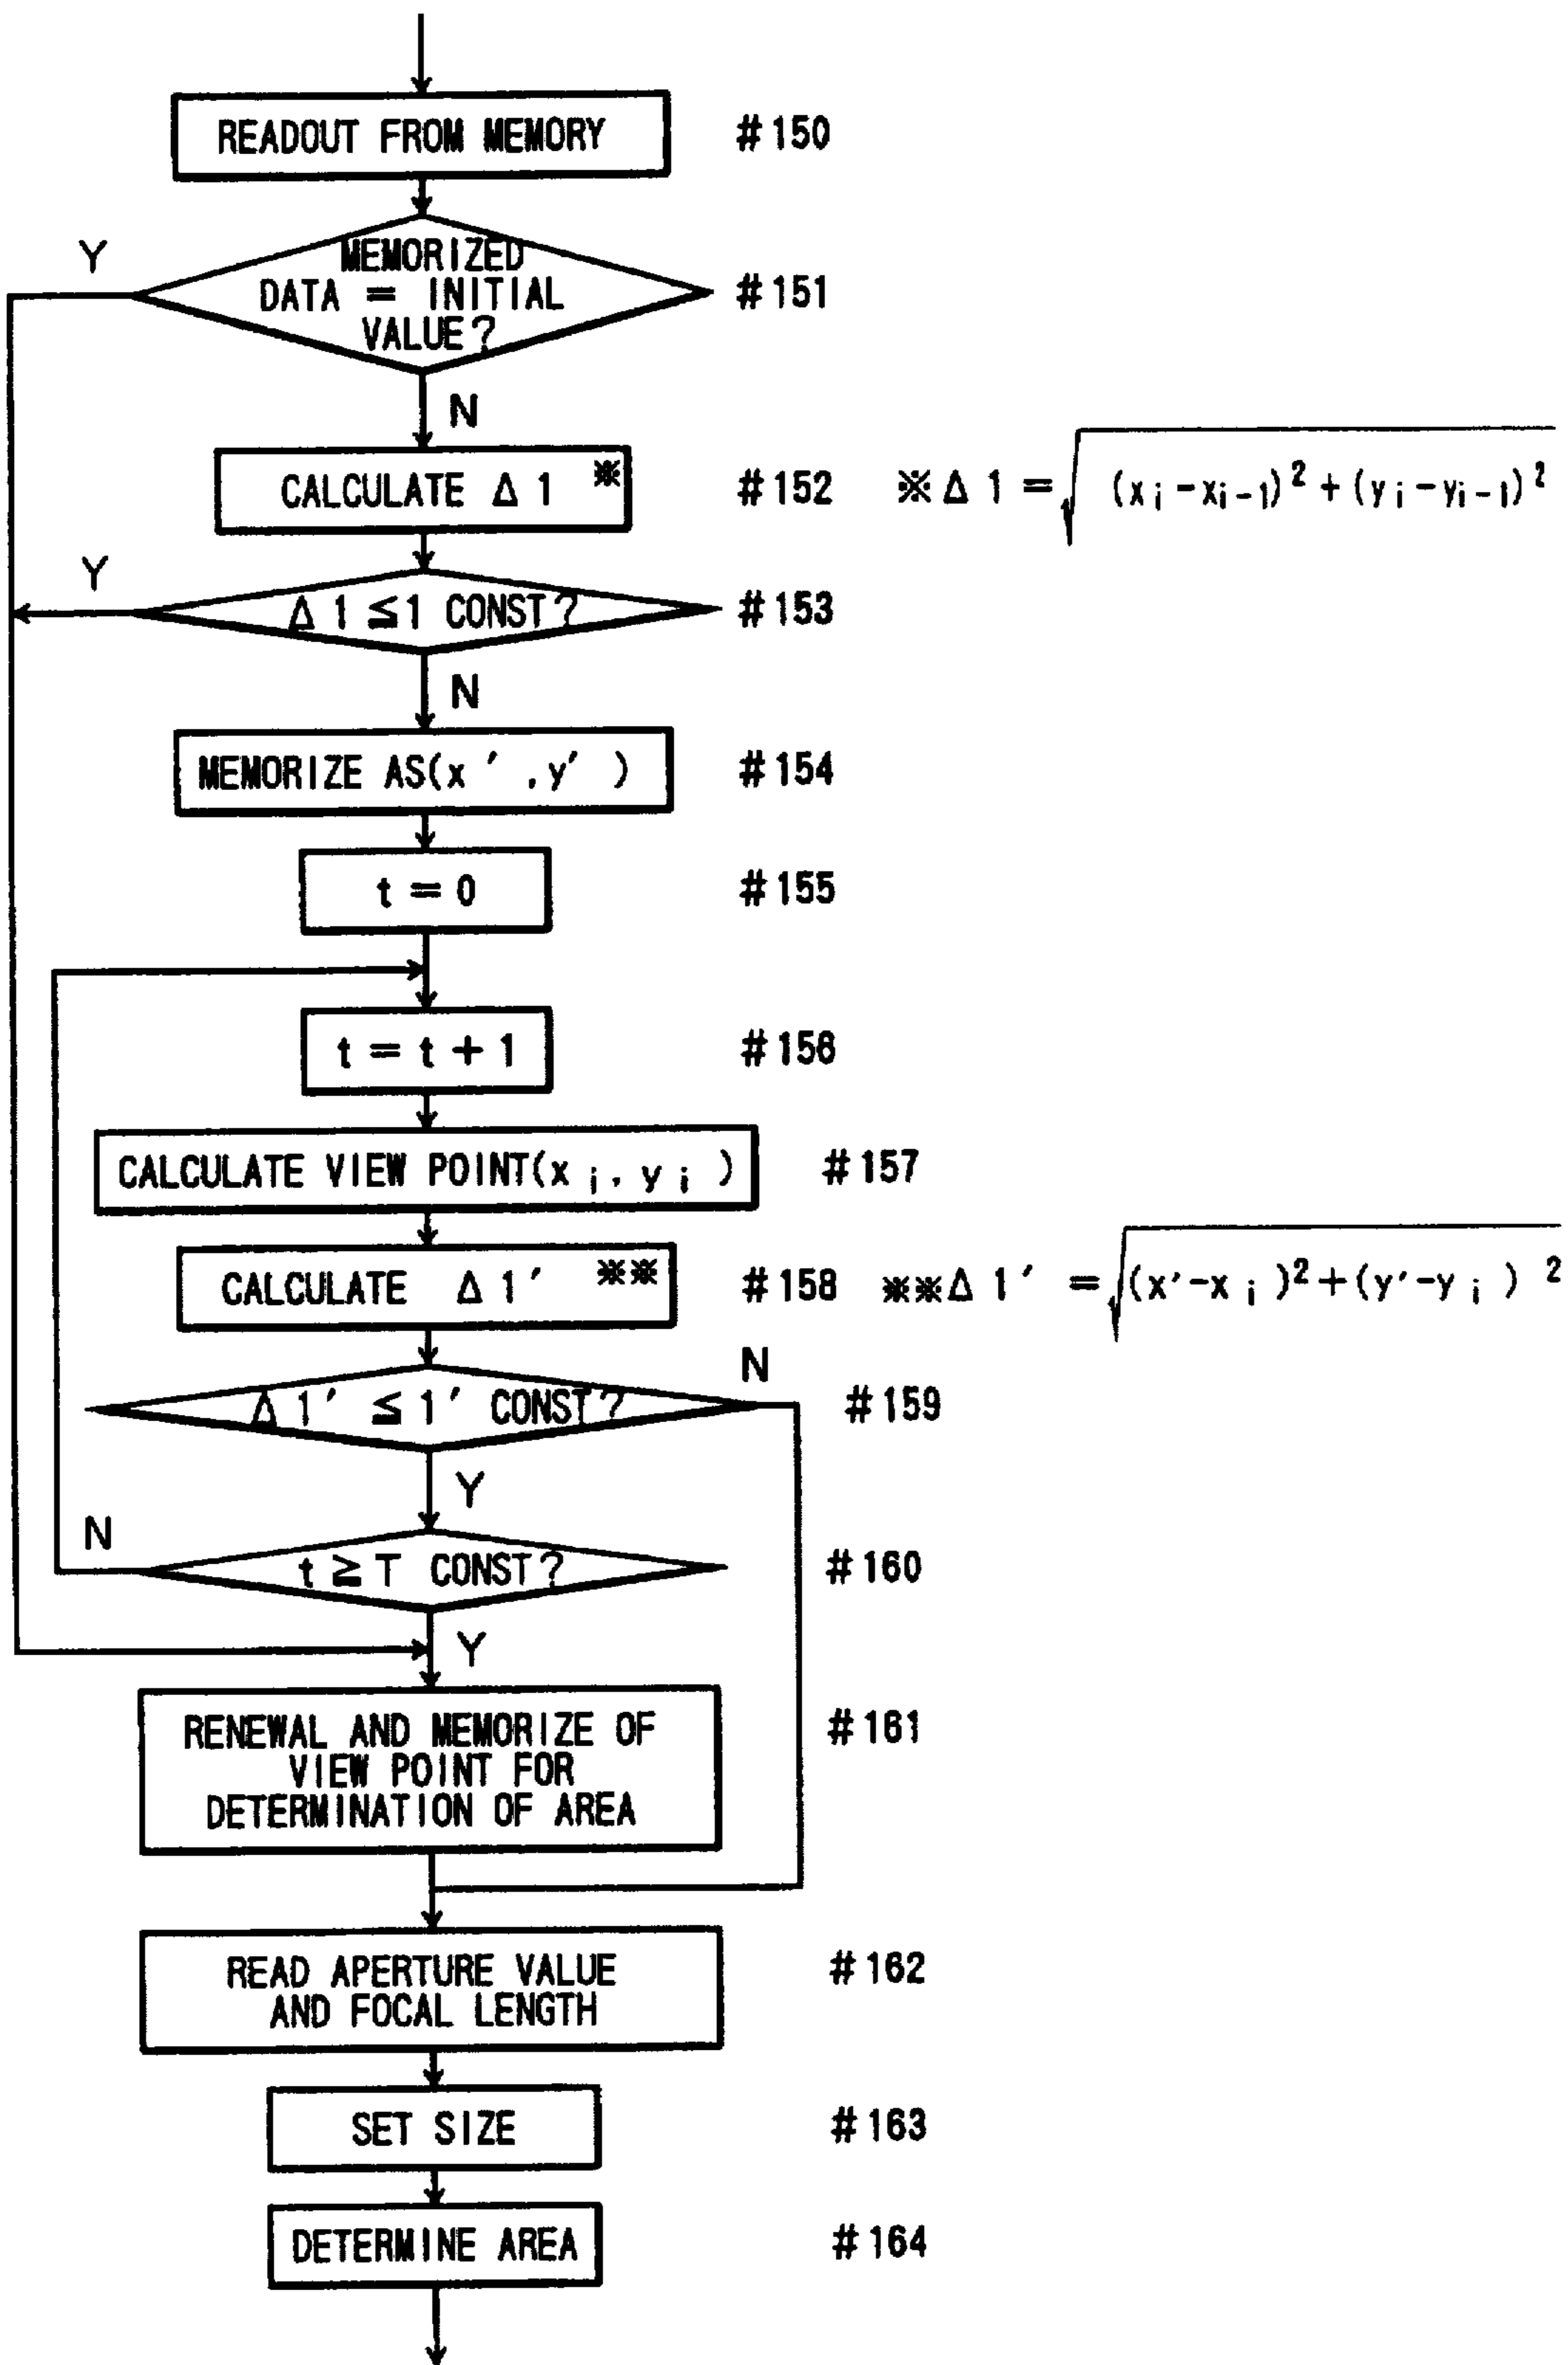 READOUT FROM MEMORY #150
Y
MEMORIZED
DATA = INITIAL #151
VALUE?
N
CALCULATE Δ1 ※ #152 ※Δ1 = √(xᵢ-xᵢ₋₁)² + (yᵢ-yᵢ₋₁)²
Y
Δ1 ≦1 CONST? #153
N
MEMORIZE AS(x′,y′) #154
t = 0 #155
t = t + 1 #156
CALCULATE VIEW POINT(xᵢ, yᵢ) #157
CALCULATE Δ1′ ※※ #158 ※※Δ1′ = √(x′-xᵢ)²+(y′-yᵢ)²
N
Δ1′ ≦ 1′ CONST? #159
Y
N
t ≧ T CONST? #160
Y
RENEWAL AND MEMORIZE OF #161
VIEW POINT FOR
DETERMINATION OF AREA
READ APERTURE VALUE #162
AND FOCAL LENGTH
SET SIZE #163
DETERMINE AREA #164